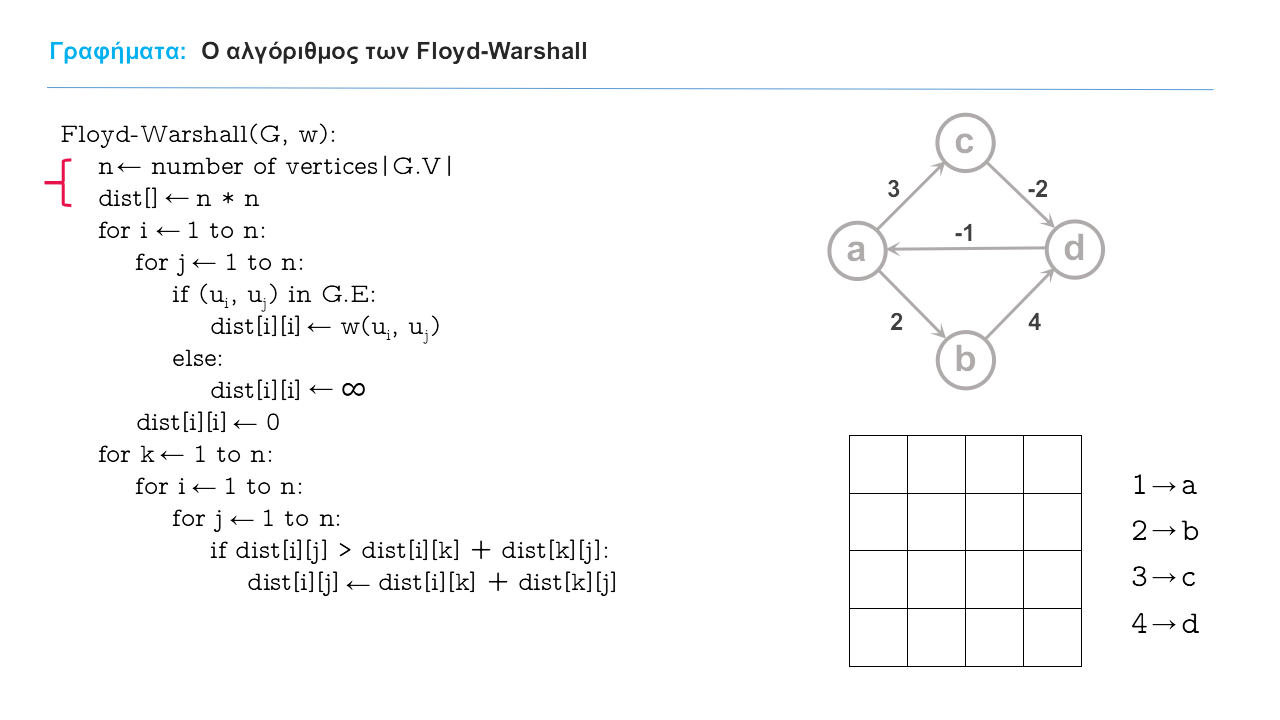 Γραφήματα: Ο αλγόριθμος των Floyd-Warshall
Floyd-Warshall(G, w):
n← number of vertices|G.V|
dist[] ← n * n
for i ← 1 to n:
for j ← 1 to n:
if (uᵢ, uⱼ) in G.E:
dist[i][i] ← w(uᵢ, uⱼ)
else:
dist[i][i] ← ∞
dist[i][i] ← 0
for k ← 1 to n:
for i ← 1 to n:
for j ← 1 to n:
if dist[i][j] > dist[i][k] + dist[k][j]:
dist[i][j] ← dist[i][k] + dist[k][j]
c
3
-2
a
-1
d
2
4
b
1→a
2→b
3→c
4→d